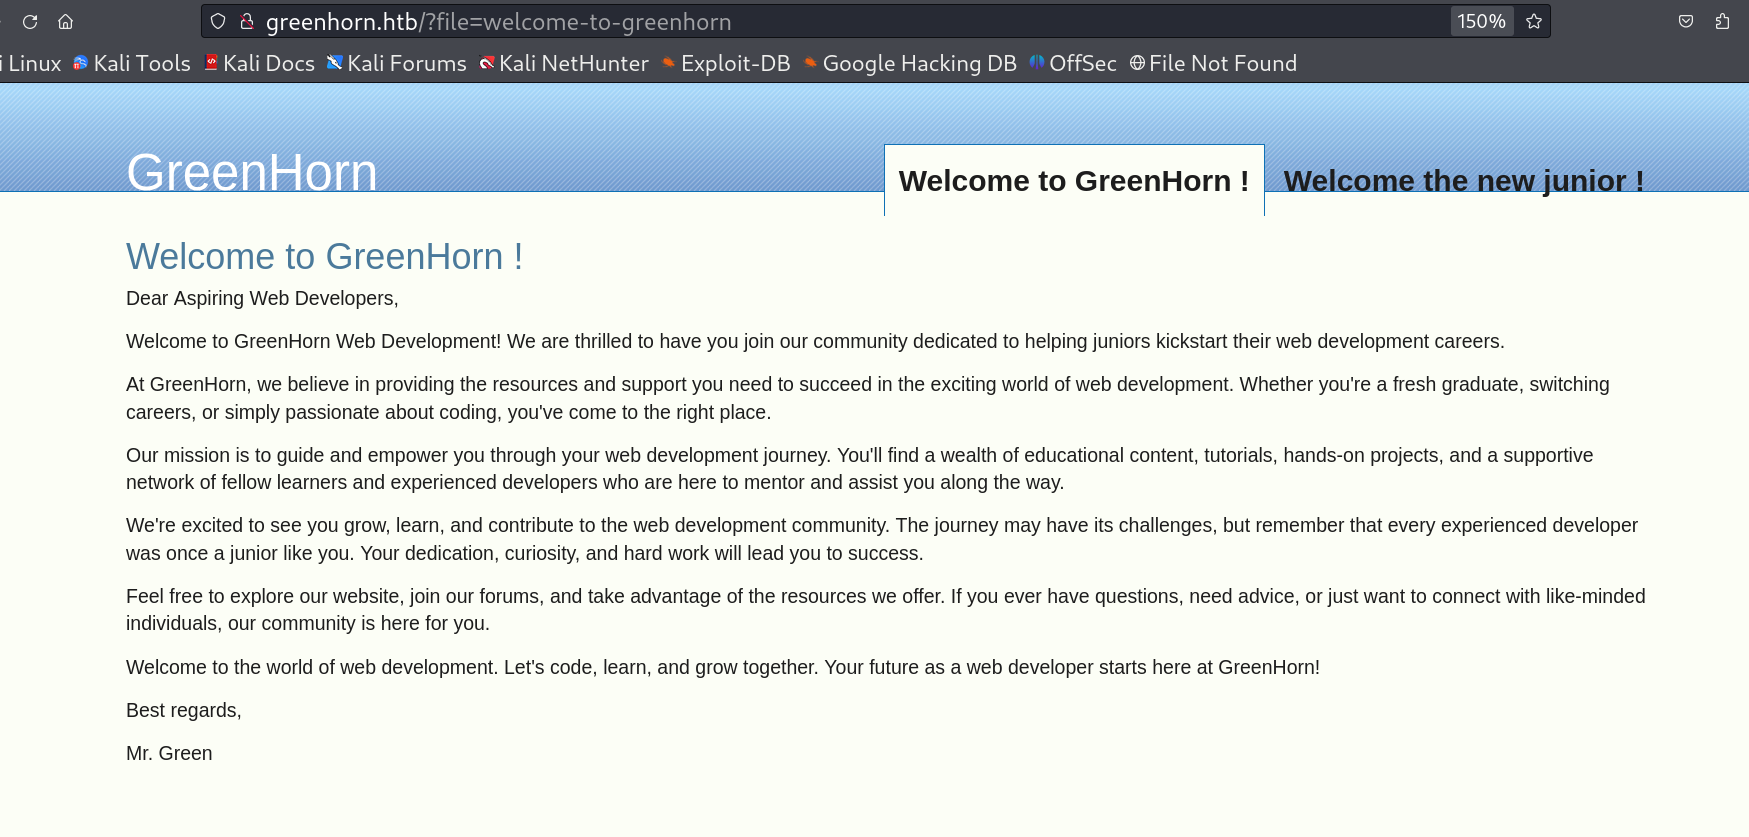 greenhorn.htb/?file=welcome-to-greenhorn 150%
i Linux Kali Tools Kali Docs Kali Forums Kali NetHunter Exploit-DB Google Hacking DB OffSec File Not Found
GreenHorn Welcome to GreenHorn ! Welcome the new junior !
Welcome to GreenHorn !
Dear Aspiring Web Developers,
Welcome to GreenHorn Web Development! We are thrilled to have you join our community dedicated to helping juniors kickstart their web development careers.
At GreenHorn, we believe in providing the resources and support you need to succeed in the exciting world of web development. Whether you're a fresh graduate, switching
careers, or simply passionate about coding, you've come to the right place.
Our mission is to guide and empower you through your web development journey. You'll find a wealth of educational content, tutorials, hands-on projects, and a supportive
network of fellow learners and experienced developers who are here to mentor and assist you along the way.
We're excited to see you grow, learn, and contribute to the web development community. The journey may have its challenges, but remember that every experienced developer
was once a junior like you. Your dedication, curiosity, and hard work will lead you to success.
Feel free to explore our website, join our forums, and take advantage of the resources we offer. If you ever have questions, need advice, or just want to connect with like-minded
individuals, our community is here for you.
Welcome to the world of web development. Let's code, learn, and grow together. Your future as a web developer starts here at GreenHorn!
Best regards,
Mr. Green